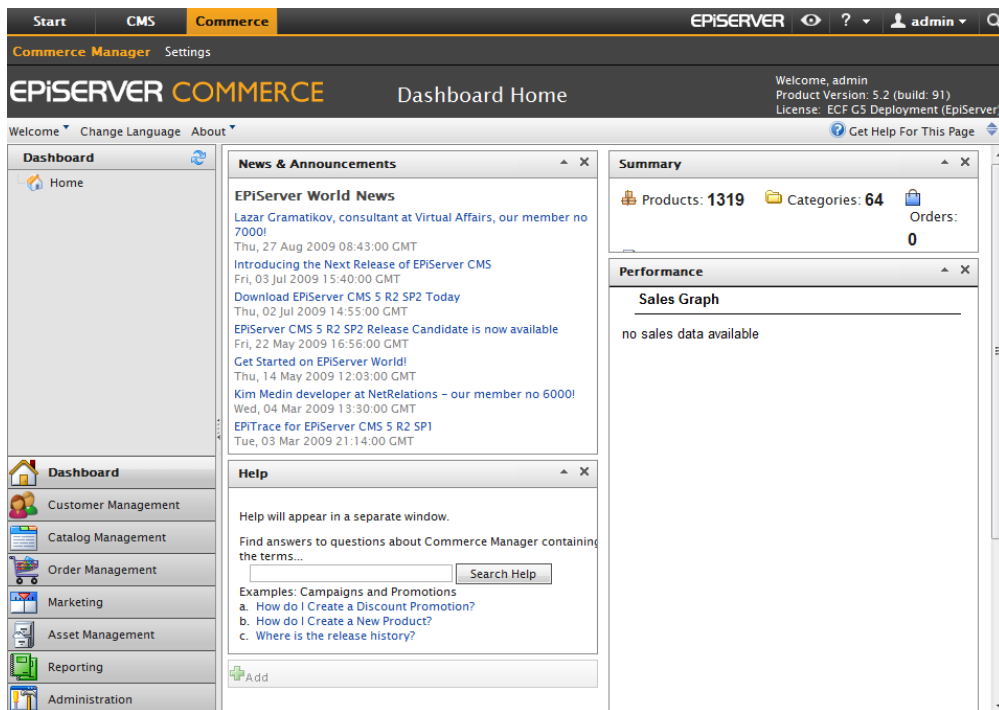 Start CMS Commerce EPiSERVER ? admin
Commerce Manager Settings
EPiSERVER COMMERCE Dashboard Home
Welcome, admin
Product Version: 5.2 (build: 91)
License: ECF G5 Deployment (EpiServer)
Welcome Change Language About ? Get Help For This Page
Dashboard
Home
News & Announcements
EPiServer World News
Lazar Gramatikov, consultant at Virtual Affairs, our member no
7000!
Thu, 27 Aug 2009 08:43:00 GMT
Introducing the Next Release of EPiServer CMS
Fri, 03 Jul 2009 15:40:00 GMT
Download EPiServer CMS 5 R2 SP2 Today
Thu, 02 Jul 2009 14:55:00 GMT
EPiServer CMS 5 R2 SP2 Release Candidate is now available
Fri, 22 May 2009 16:56:00 GMT
Get Started on EPiServer World!
Thu, 14 May 2009 12:03:00 GMT
Kim Medin developer at NetRelations – our member no 6000!
Wed, 04 Mar 2009 13:30:00 GMT
EPiTrace for EPiServer CMS 5 R2 SP1
Tue, 03 Mar 2009 21:14:00 GMT
Summary
Products: 1319 Categories: 64 Orders:
0
Performance
Sales Graph
no sales data available
Help
Help will appear in a separate window.
Find answers to questions about Commerce Manager containing
the terms...
Search Help
Examples: Campaigns and Promotions
a. How do I Create a Discount Promotion?
b. How do I Create a New Product?
c. Where is the release history?
Add
Dashboard
Customer Management
Catalog Management
Order Management
Marketing
Asset Management
Reporting
Administration